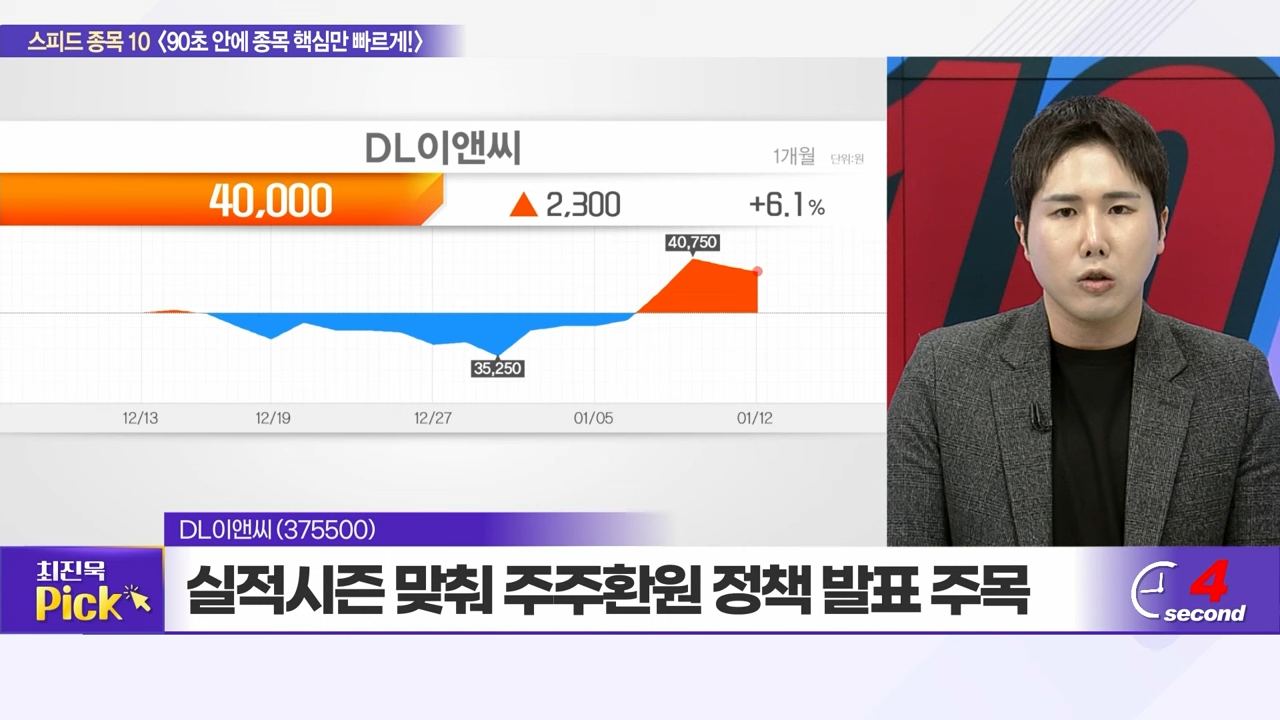 스피드 종목 10 <90초 안에 종목 핵심만 빠르게!>
10
DL이앤씨
1개월 단위:원
40,000 ▲ 2,300 +6.1%
40,750
35,250
12/13 12/19 12/27 01/05 01/12
DL이앤씨 (375500)
최진욱
Pick
실적시즌 맞춰 주주환원 정책 발표 주목
4
second